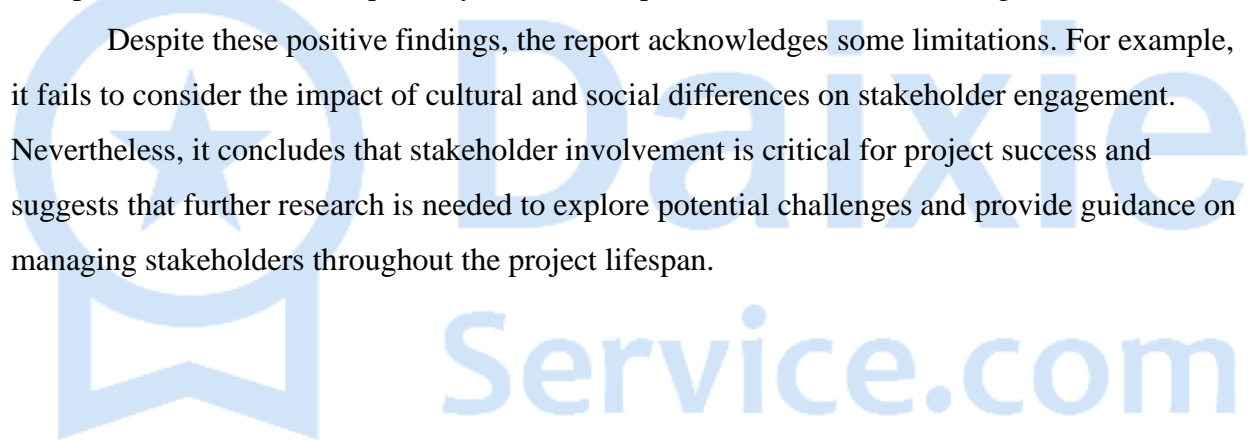 Despite these positive findings, the report acknowledges some limitations. For example,
it fails to consider the impact of cultural and social differences on stakeholder engagement.
Nevertheless, it concludes that stakeholder involvement is critical for project success and
suggests that further research is needed to explore potential challenges and provide guidance on
managing stakeholders throughout the project lifespan.
Daixie
Service.com